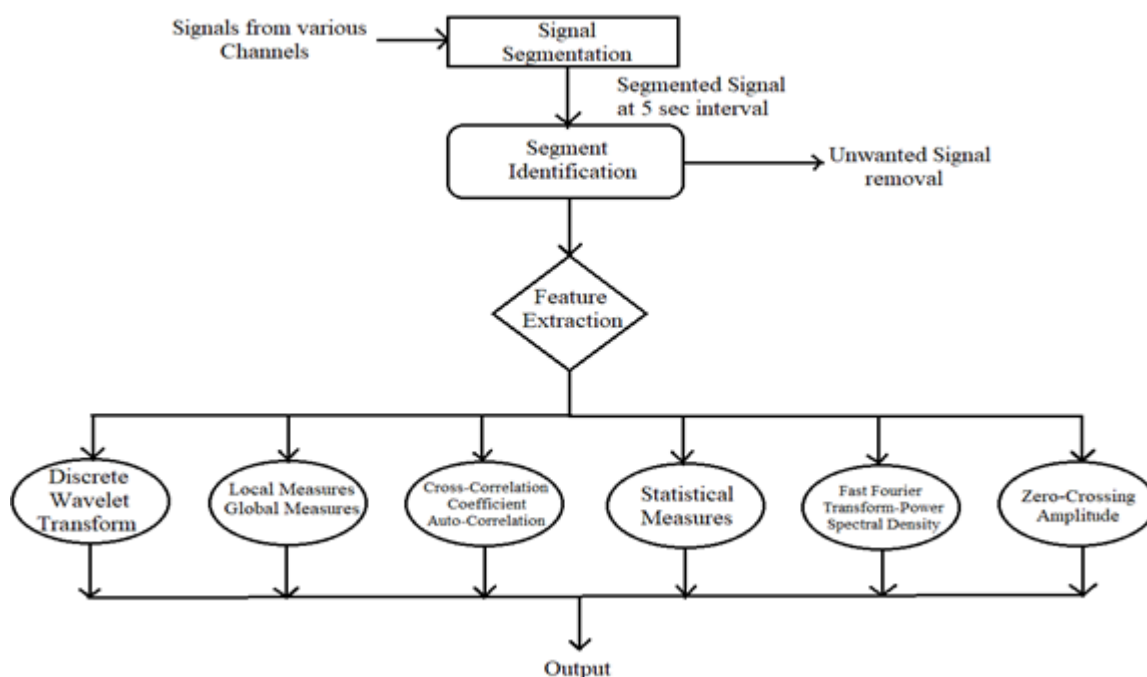 Signals from various
Channels
Signal
Segmentation
Segmented Signal
at 5 sec interval
Segment
Identification
Unwanted Signal
removal
Feature
Extraction
Discrete
Wavelet
Transform
Local Measures
Global Measures
Cross-Correlation
Coefficient
Auto-Correlation
Statistical
Measures
Fast Fourier
Transform-Power
Spectral Density
Zero-Crossing
Amplitude
Output